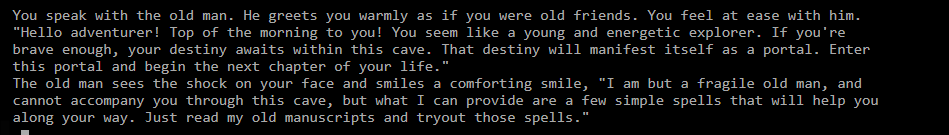 You speak with the old man. He greets you warmly as if you were old friends. You feel at ease with him.
"Hello adventurer! Top of the morning to you! You seem like a young and energetic explorer. If you're
brave enough, your destiny awaits within this cave. That destiny will manifest itself as a portal. Enter
this portal and begin the next chapter of your life."
The old man sees the shock on your face and smiles a comforting smile, "I am but a fragile old man, and
cannot accompany you through this cave, but what I can provide are a few simple spells that will help you
along your way. Just read my old manuscripts and tryout those spells."